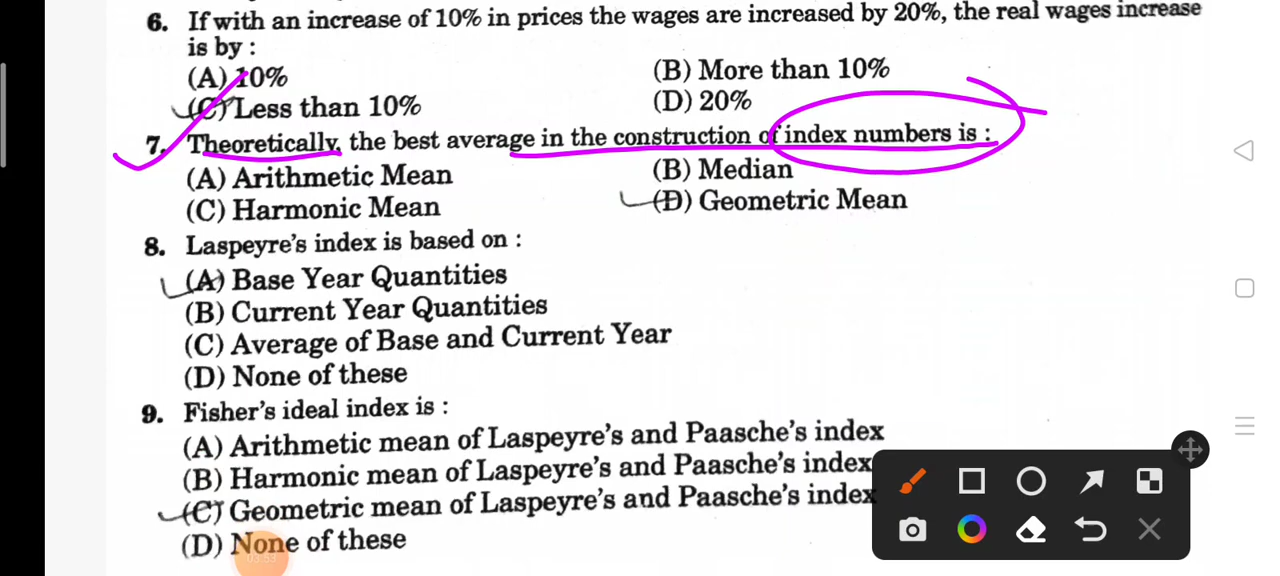 6. If with an increase of 10% in prices the wages are increased by 20%, the real wages increase
is by :
(A) 10%
(B) More than 10%
(C) Less than 10%
(D) 20%
7. Theoretically, the best average in the construction of index numbers is :
(A) Arithmetic Mean
(B) Median
(C) Harmonic Mean
(D) Geometric Mean
8. Laspeyre's index is based on :
(A) Base Year Quantities
(B) Current Year Quantities
(C) Average of Base and Current Year
(D) None of these
9. Fisher's ideal index is :
(A) Arithmetic mean of Laspeyre's and Paasche's index
(B) Harmonic mean of Laspeyre's and Paasche's index
(C) Geometric mean of Laspeyre's and Paasche's index
(D) None of these